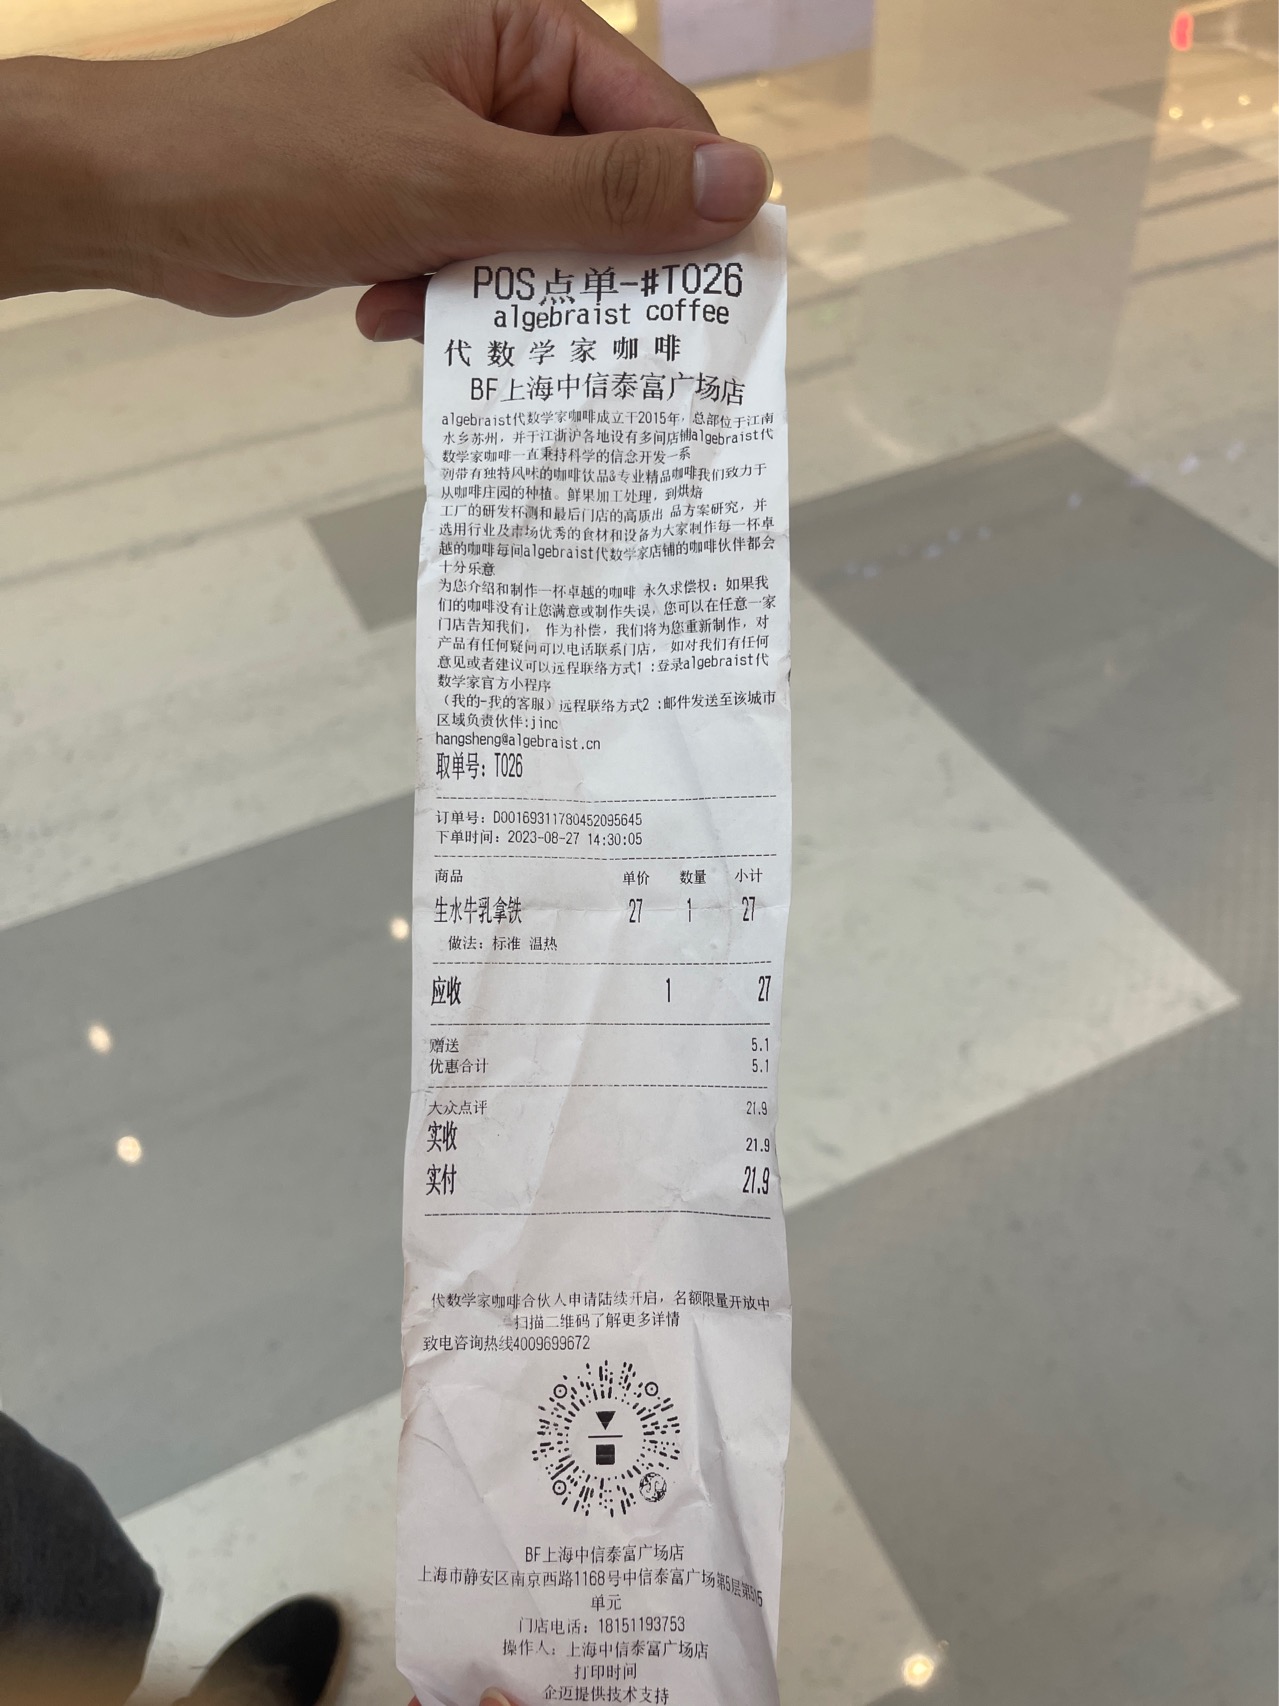 POS点单-#T026
algebraist coffee
代数学家咖啡
BF上海中信泰富广场店
algebraist代数学家咖啡成立于2015年，总部位于江南
水乡苏州，并于江浙沪各地设有多间店铺algebraist代
数学家咖啡一直秉持科学的信念开发一系
列带有独特风味的咖啡饮品&专业精品咖啡我们致力于
从咖啡庄园的种植。鲜果加工处理，到烘焙
工厂的研发杯测和最后门店的高质出 品方案研究，并
选用行业及市场优秀的食材和设备为大家制作每一杯卓
越的咖啡每间algebraist代数学家店铺的咖啡伙伴都会
十分乐意
为您介绍和制作一杯卓越的咖啡 永久求偿权：如果我
们的咖啡没有让您满意或制作失误，您可以在任意一家
门店告知我们， 作为补偿，我们将为您重新制作，对
产品有任何疑问可以电话联系门店， 如对我们有任何
意见或者建议可以远程联络方式1 :登录algebraist代
数学家官方小程序
（我的-我的客服）远程联络方式2 :邮件发送至该城市
区域负责伙伴:jinc
hangsheng@algebraist.cn
取单号：T026
订单号：D00169311780452095645
下单时间：2023-08-27 14:30:05
商品 单价 数量 小计
生水牛乳拿铁 27 1 27
做法：标准 温热
应收 1 27
赠送 5.1
优惠合计 5.1
大众点评 21.9
实收 21.9
实付 21.9
代数学家咖啡合伙人申请陆续开启，名额限量开放中
扫描二维码了解更多详情
致电咨询热线4009699672
BF上海中信泰富广场店
上海市静安区南京西路1168号中信泰富广场第5层第516
单元
门店电话：18151193753
操作人：上海中信泰富广场店
打印时间
企迈提供技术支持